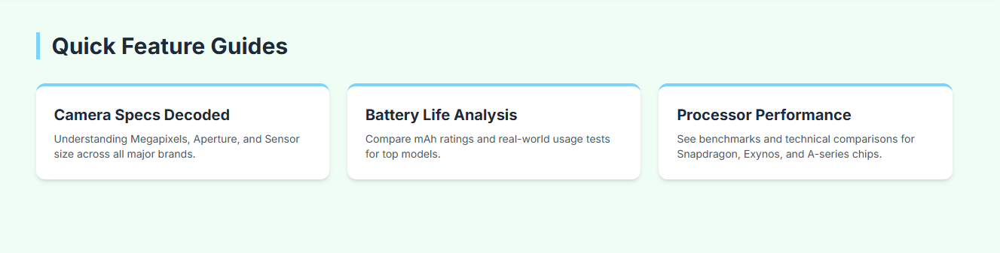 Quick Feature Guides
Camera Specs Decoded
Understanding Megapixels, Aperture, and Sensor
size across all major brands.
Battery Life Analysis
Compare mAh ratings and real-world usage tests
for top models.
Processor Performance
See benchmarks and technical comparisons for
Snapdragon, Exynos, and A-series chips.